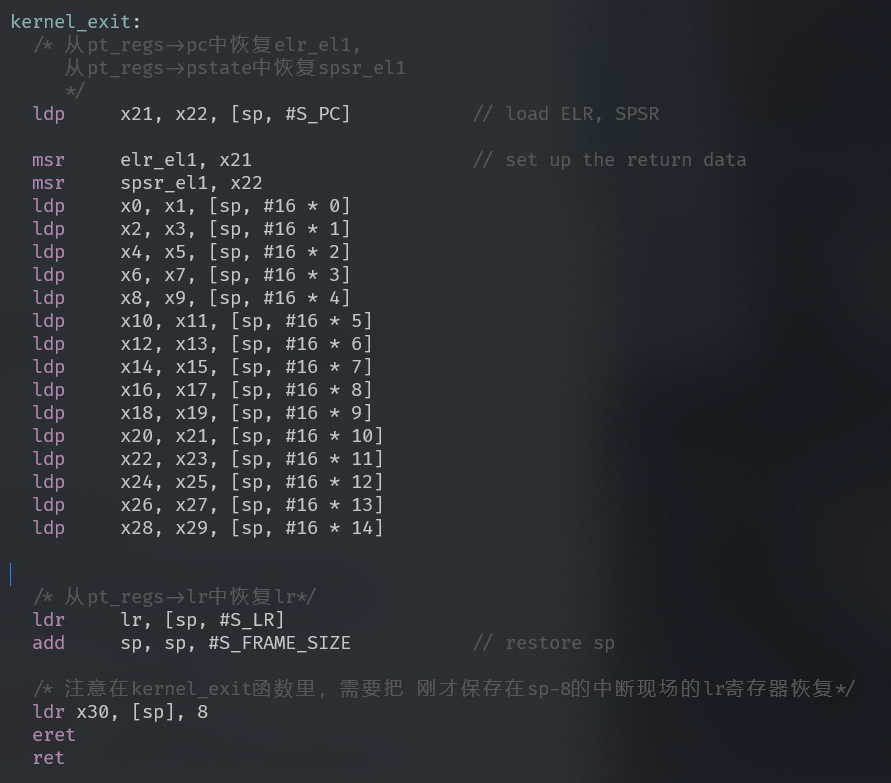 kernel_exit:
/* 从pt_regs->pc中恢复elr_el1,
从pt_regs->pstate中恢复spsr_el1
*/
ldp x21, x22, [sp, #S_PC] // load ELR, SPSR
msr elr_el1, x21 // set up the return data
msr spsr_el1, x22
ldp x0, x1, [sp, #16 * 0]
ldp x2, x3, [sp, #16 * 1]
ldp x4, x5, [sp, #16 * 2]
ldp x6, x7, [sp, #16 * 3]
ldp x8, x9, [sp, #16 * 4]
ldp x10, x11, [sp, #16 * 5]
ldp x12, x13, [sp, #16 * 6]
ldp x14, x15, [sp, #16 * 7]
ldp x16, x17, [sp, #16 * 8]
ldp x18, x19, [sp, #16 * 9]
ldp x20, x21, [sp, #16 * 10]
ldp x22, x23, [sp, #16 * 11]
ldp x24, x25, [sp, #16 * 12]
ldp x26, x27, [sp, #16 * 13]
ldp x28, x29, [sp, #16 * 14]
/* 从pt_regs->lr中恢复lr*/
ldr lr, [sp, #S_LR]
add sp, sp, #S_FRAME_SIZE // restore sp
/* 注意在kernel_exit函数里, 需要把 刚才保存在sp-8的中断现场的lr寄存器恢复*/
ldr x30, [sp], 8
eret
ret